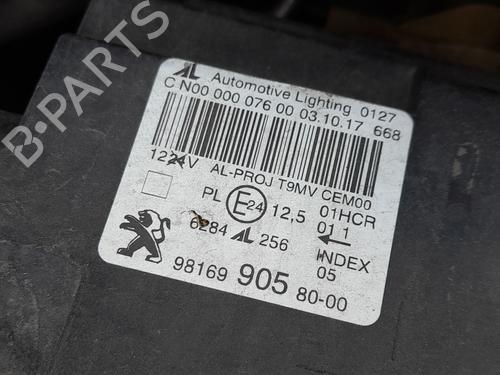 B-PARTS
AL Automotive Lighting 0127
C N00 000 076 00 03.10.17 668
12V AL-PROJ T9MV CEM00
PL E24 12,5 01HCR
01 1
6284 AL 256
INDEX
05
98169 905 80-00